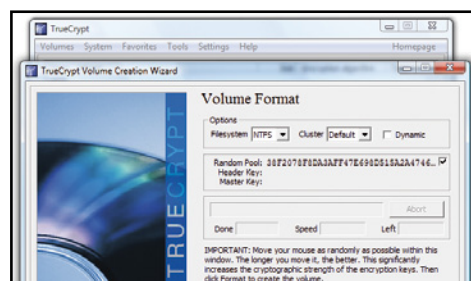 TrueCrypt
Volumes System Favorites Tools Settings Help Homepage
TrueCrypt Volume Creation Wizard
TRUECRYPT
Volume Format
Options
Filesystem NTFS Cluster Default Dynamic
Random Pool: 38F2078F8DA3AFF47E698D515A2A4746...
Header Key:
Master Key:
Abort
Done Speed Left
IMPORTANT: Move your mouse as randomly as possible within this
window. The longer you move it, the better. This significantly
increases the cryptographic strength of the encryption keys. Then
click Format to create the volume.